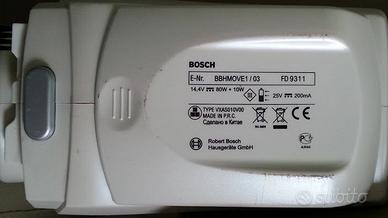 BOSCH
E-Nr. BBHMOVE1 / 03 FD 9311
14,4V 80W + 10W 25V 200mA
TYPE VXAS010V00
MADE IN P.R.C.
Сделано в Китае
Robert Bosch
Hausgeräte GmbH
subito